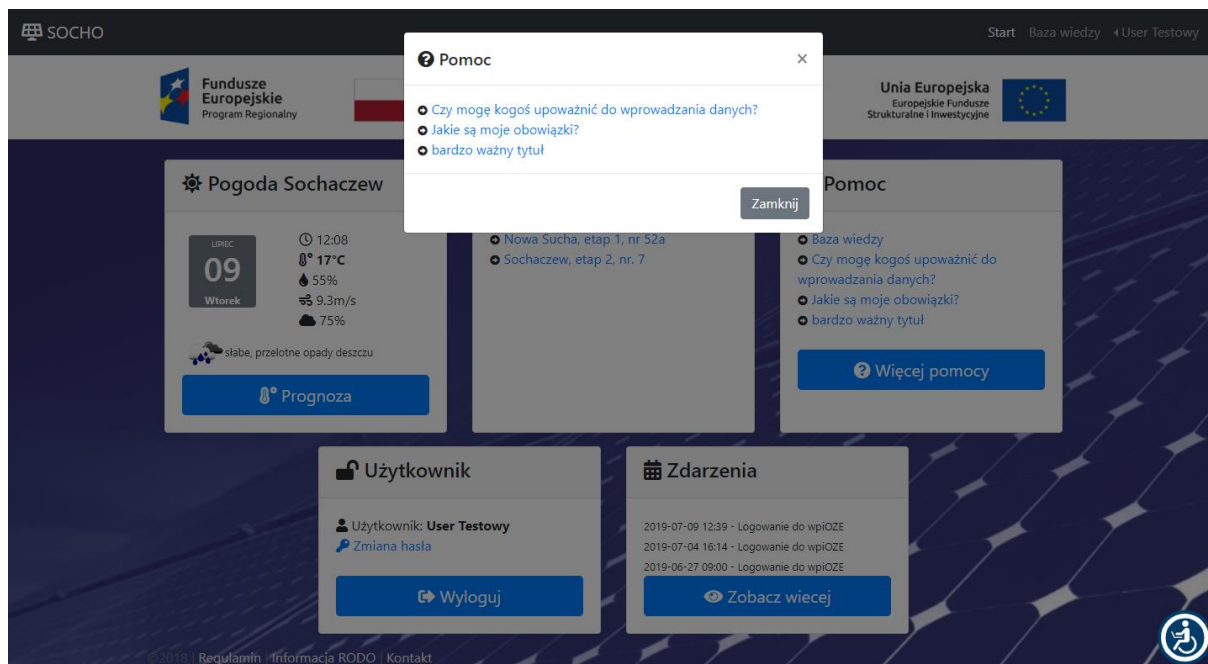 SOCHO
Start Baza wiedzy User Testowy
Fundusze
Europejskie
Program Regionalny
Unia Europejska
Europejskie Fundusze
Strukturalne i Inwestycyjne
Pomoc ×
Czy mogę kogoś upoważnić do wprowadzania danych?
Jakie są moje obowiązki?
bardzo ważny tytuł
Zamknij
Pogoda Sochaczew
LIPIEC
09
Wtorek
12:08
17°C
55%
9.3m/s
75%
słabe, przelotne opady deszczu
Prognoza
Nowa Sucha, etap 1, nr 52a
Sochaczew, etap 2, nr. 7
Pomoc
Baza wiedzy
Czy mogę kogoś upoważnić do
wprowadzania danych?
Jakie są moje obowiązki?
bardzo ważny tytuł
Więcej pomocy
Użytkownik
Użytkownik: User Testowy
Zmiana hasła
Wyloguj
Zdarzenia
2019-07-09 12:39 - Logowanie do wpiOZE
2019-07-04 16:14 - Logowanie do wpiOZE
2019-06-27 09:00 - Logowanie do wpiOZE
Zobacz wiecej
©2018 | Regulamin | Informacja RODO | Kontakt